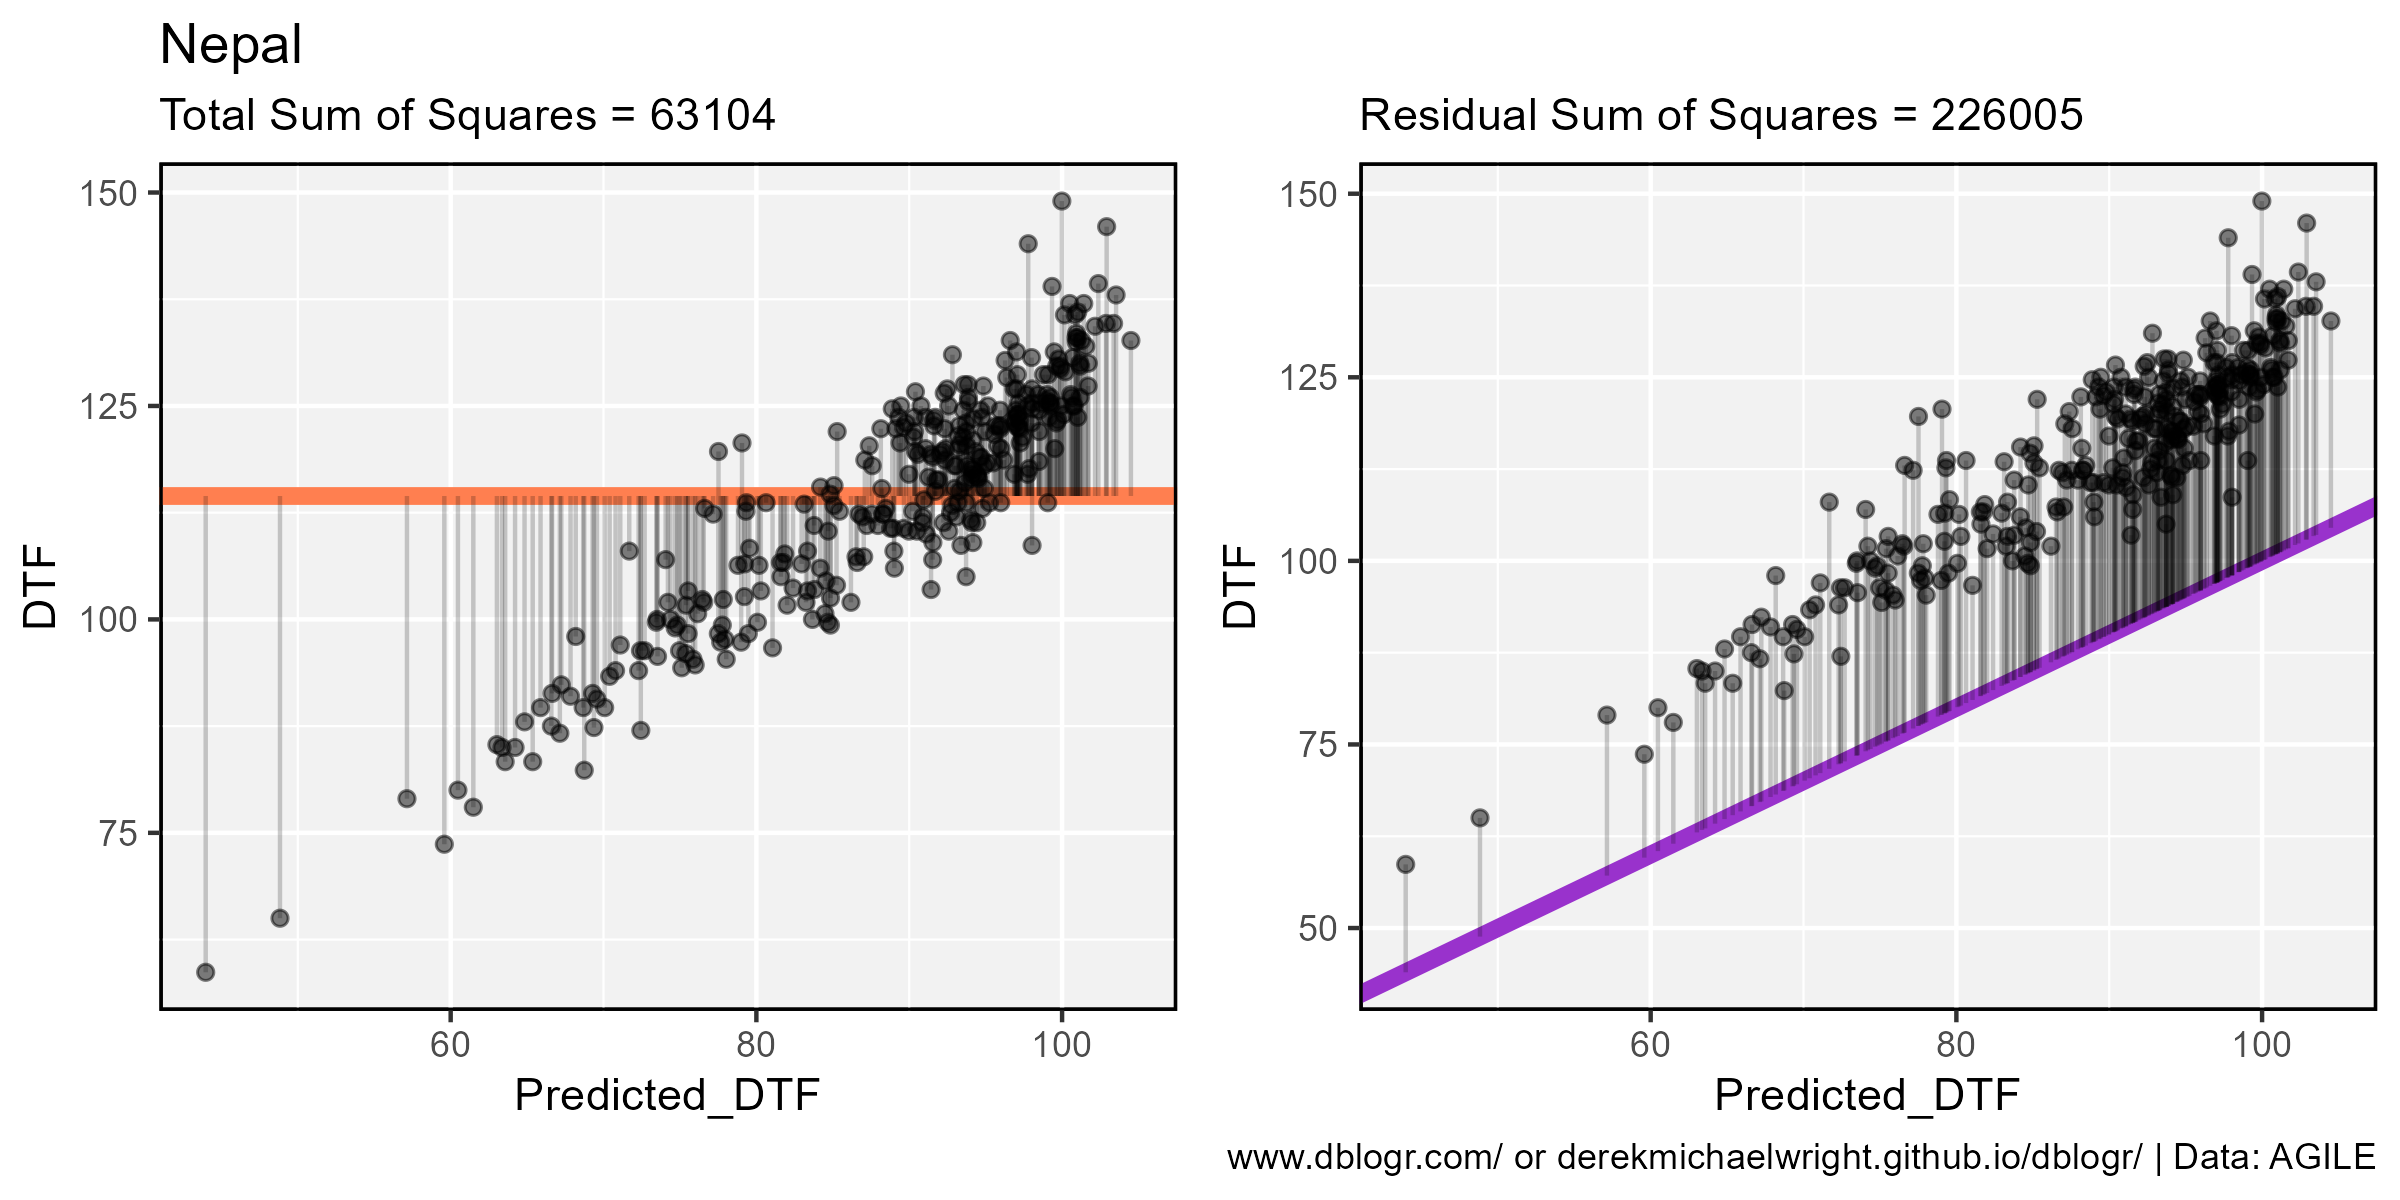 Nepal
Total Sum of Squares = 63104
Residual Sum of Squares = 226005
150
125
100
75
DTF
60
80
100
Predicted_DTF
150
125
100
75
50
DTF
60
80
100
Predicted_DTF
www.dblogr.com/ or derekmichaelwright.github.io/dblogr/ | Data: AGILE